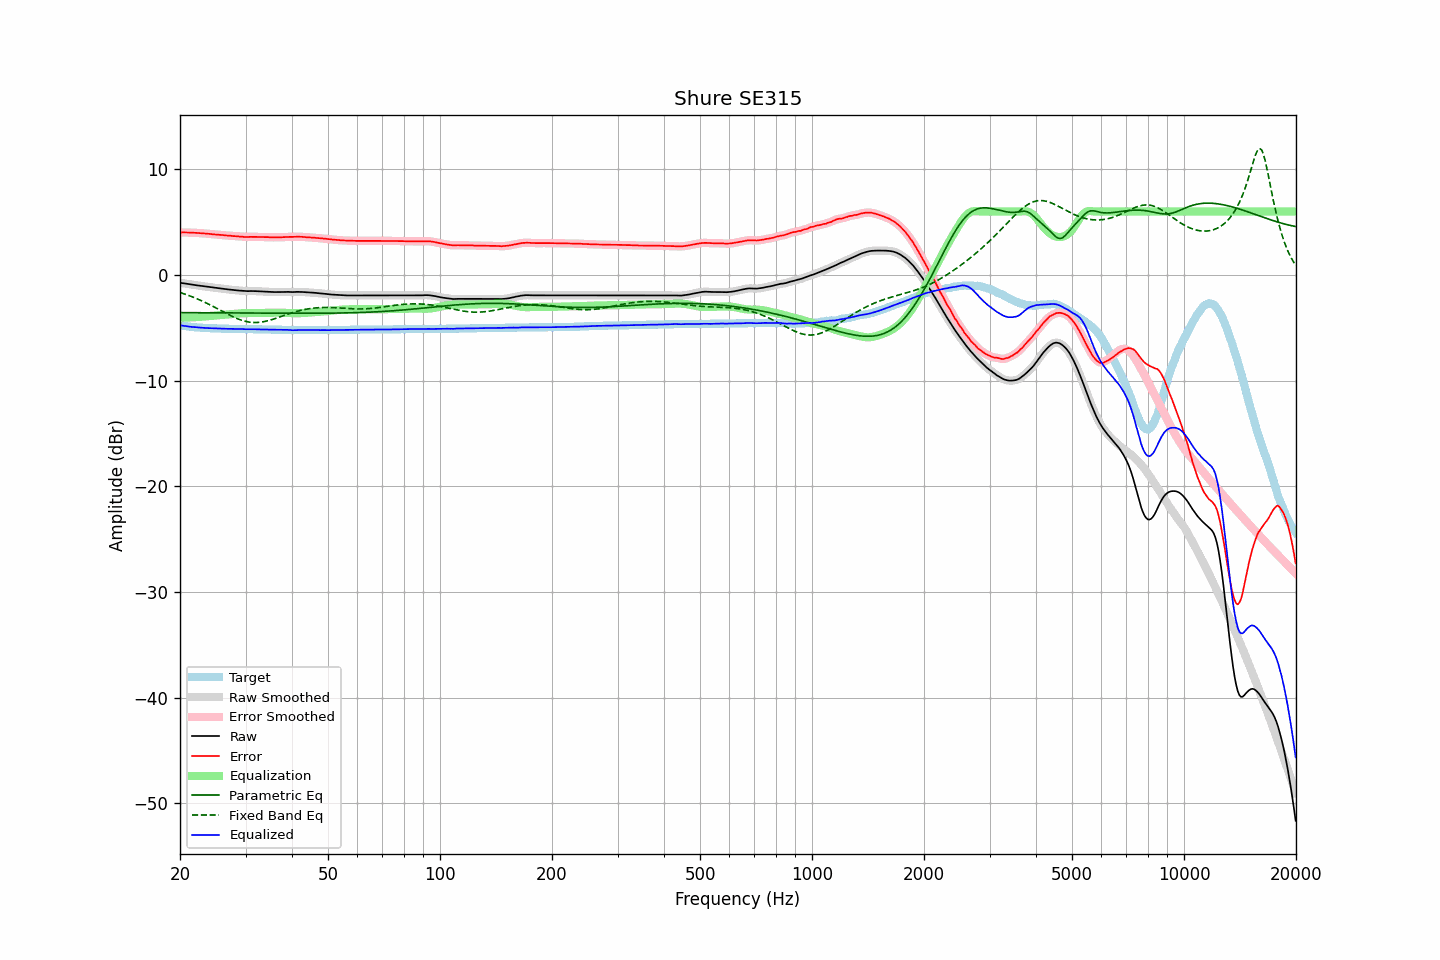 Shure SE315
Amplitude (dBr)
10
0
−10
−20
−30
−40
−50
Target
Raw Smoothed
Error Smoothed
Raw
Error
Equalization
Parametric Eq
Fixed Band Eq
Equalized
20 50 100 200 500 1000 2000 5000 10000 20000
Frequency (Hz)